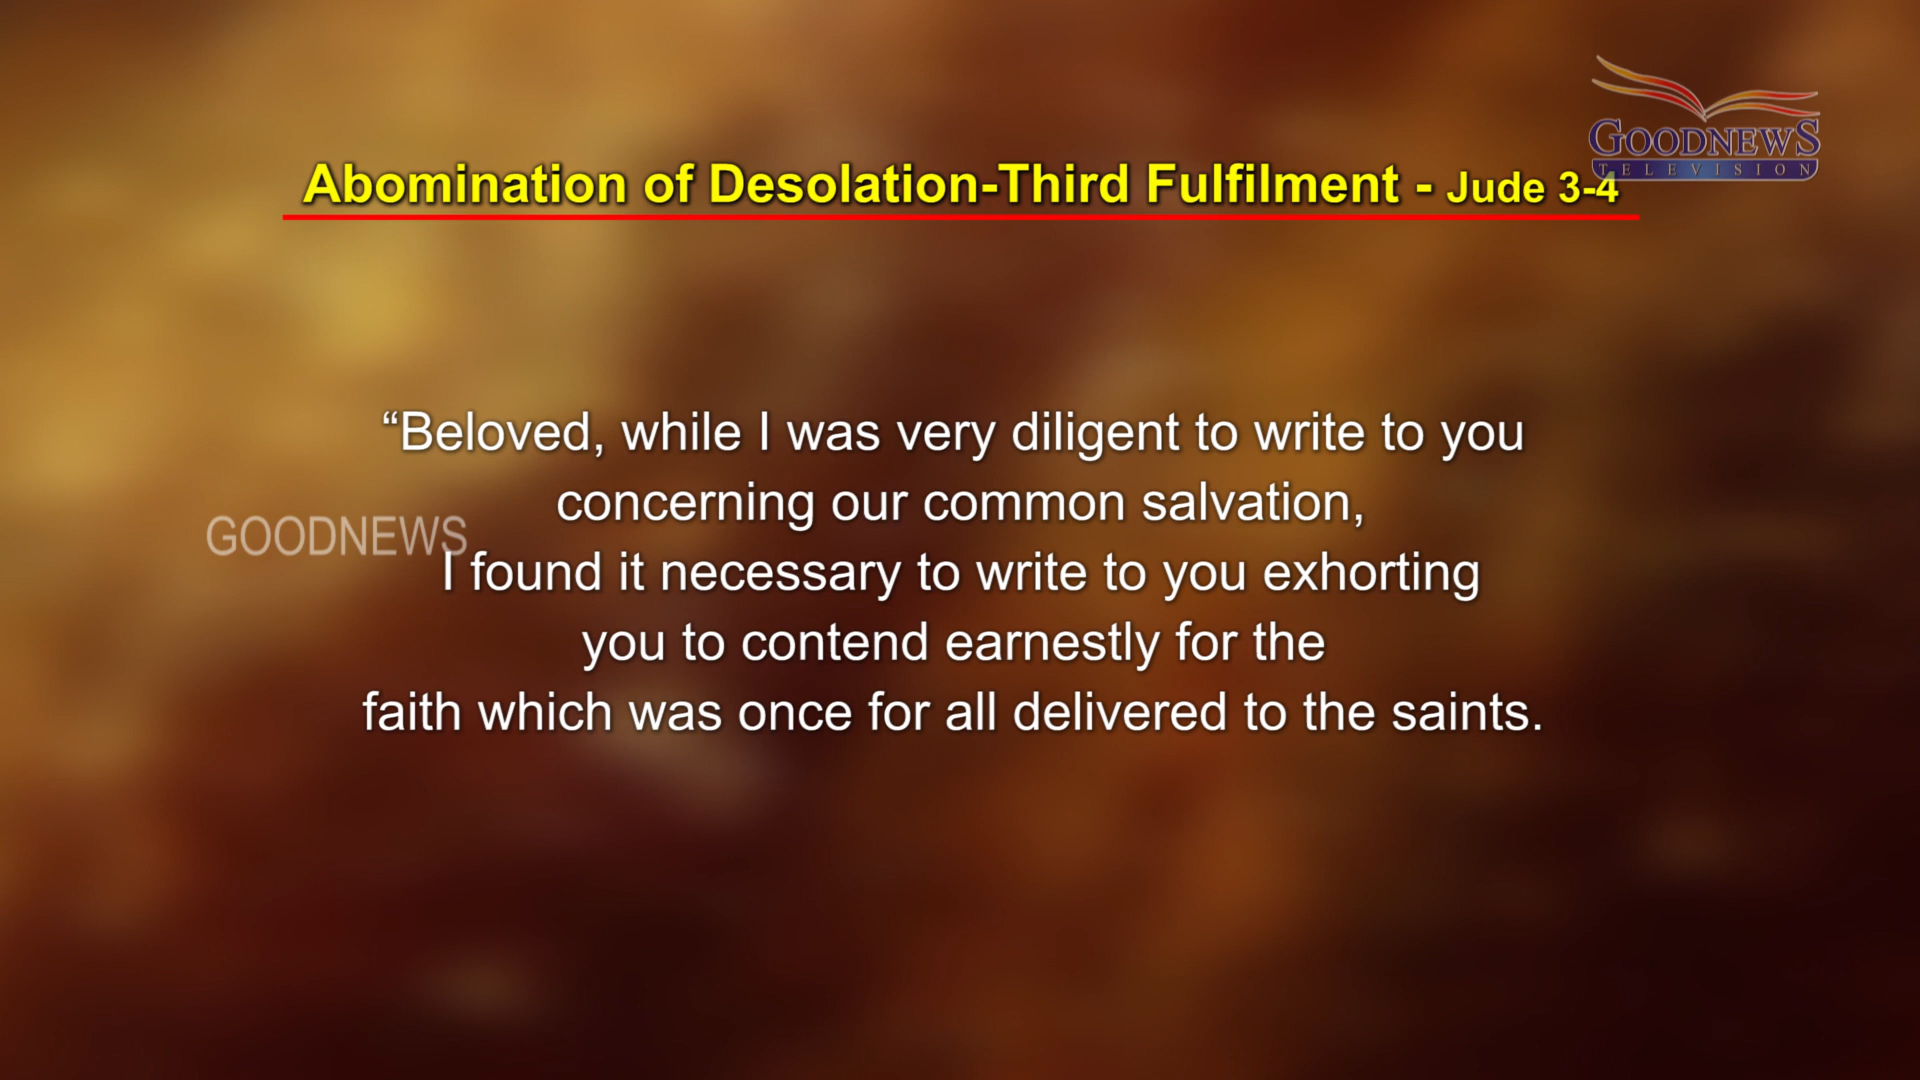 GOODNEWS
TELEVISION
Abomination of Desolation-Third Fulfilment - Jude 3-4
“Beloved, while I was very diligent to write to you
concerning our common salvation,
GOODNEWS
I found it necessary to write to you exhorting
you to contend earnestly for the
faith which was once for all delivered to the saints.